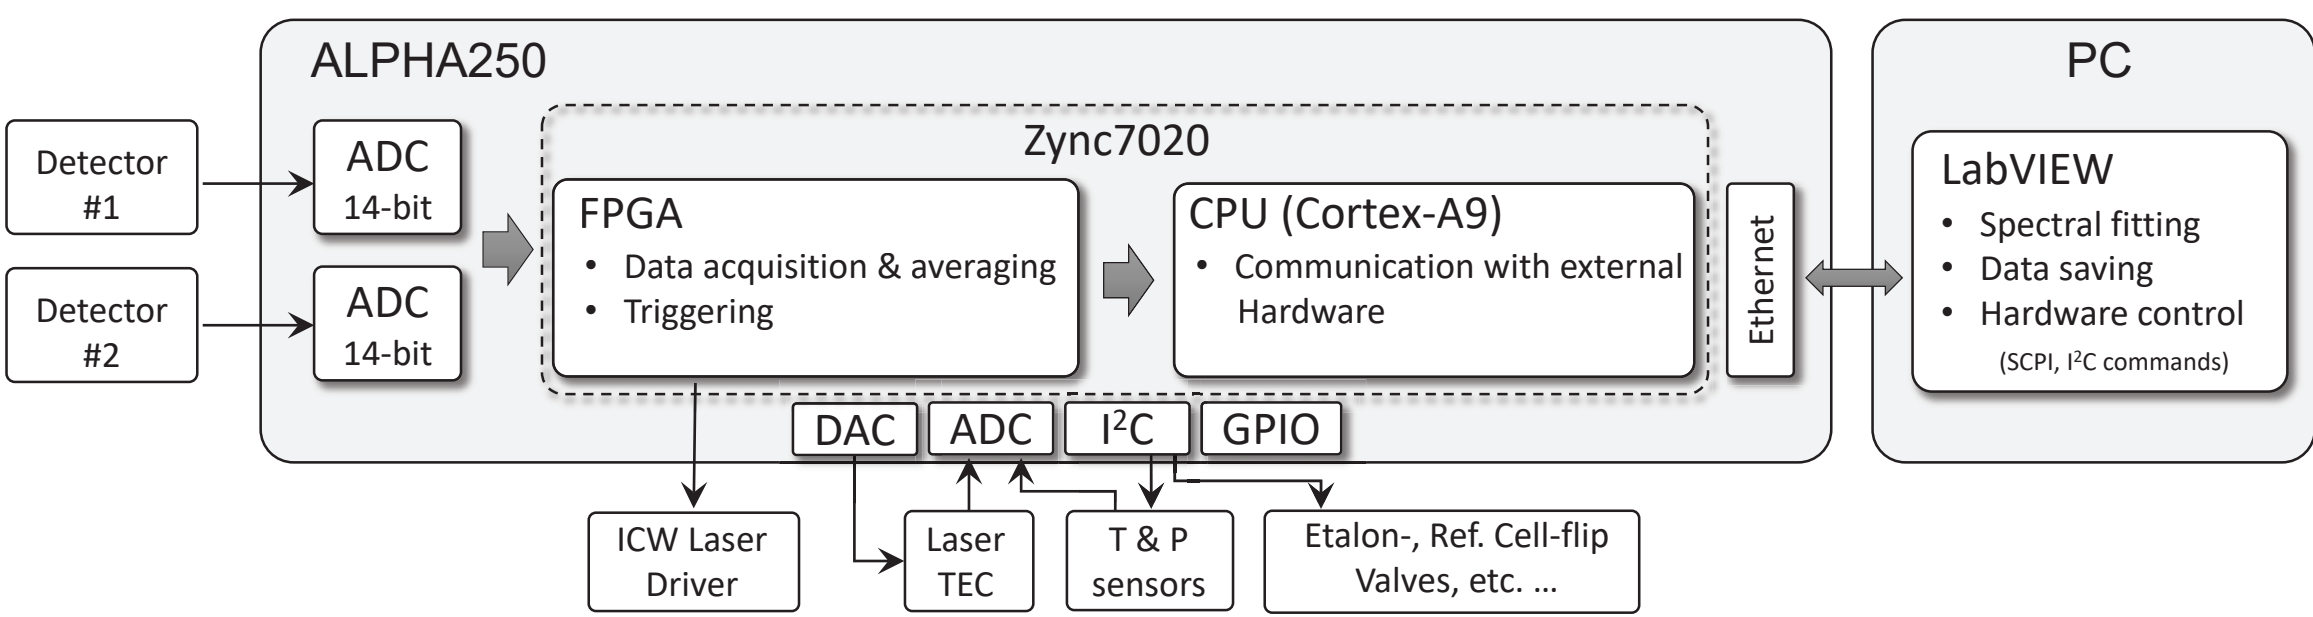 ALPHA250
PC
Detector
#1
Detector
#2
ADC
14-bit
ADC
14-bit
Zync7020
FPGA
• Data acquisition & averaging
• Triggering
CPU (Cortex-A9)
• Communication with external
Hardware
Ethernet
LabVIEW
• Spectral fitting
• Data saving
• Hardware control
(SCPI, I²C commands)
DAC
ADC
I²C
GPIO
ICW Laser
Driver
Laser
TEC
T & P
sensors
Etalon-, Ref. Cell-flip
Valves, etc. ...